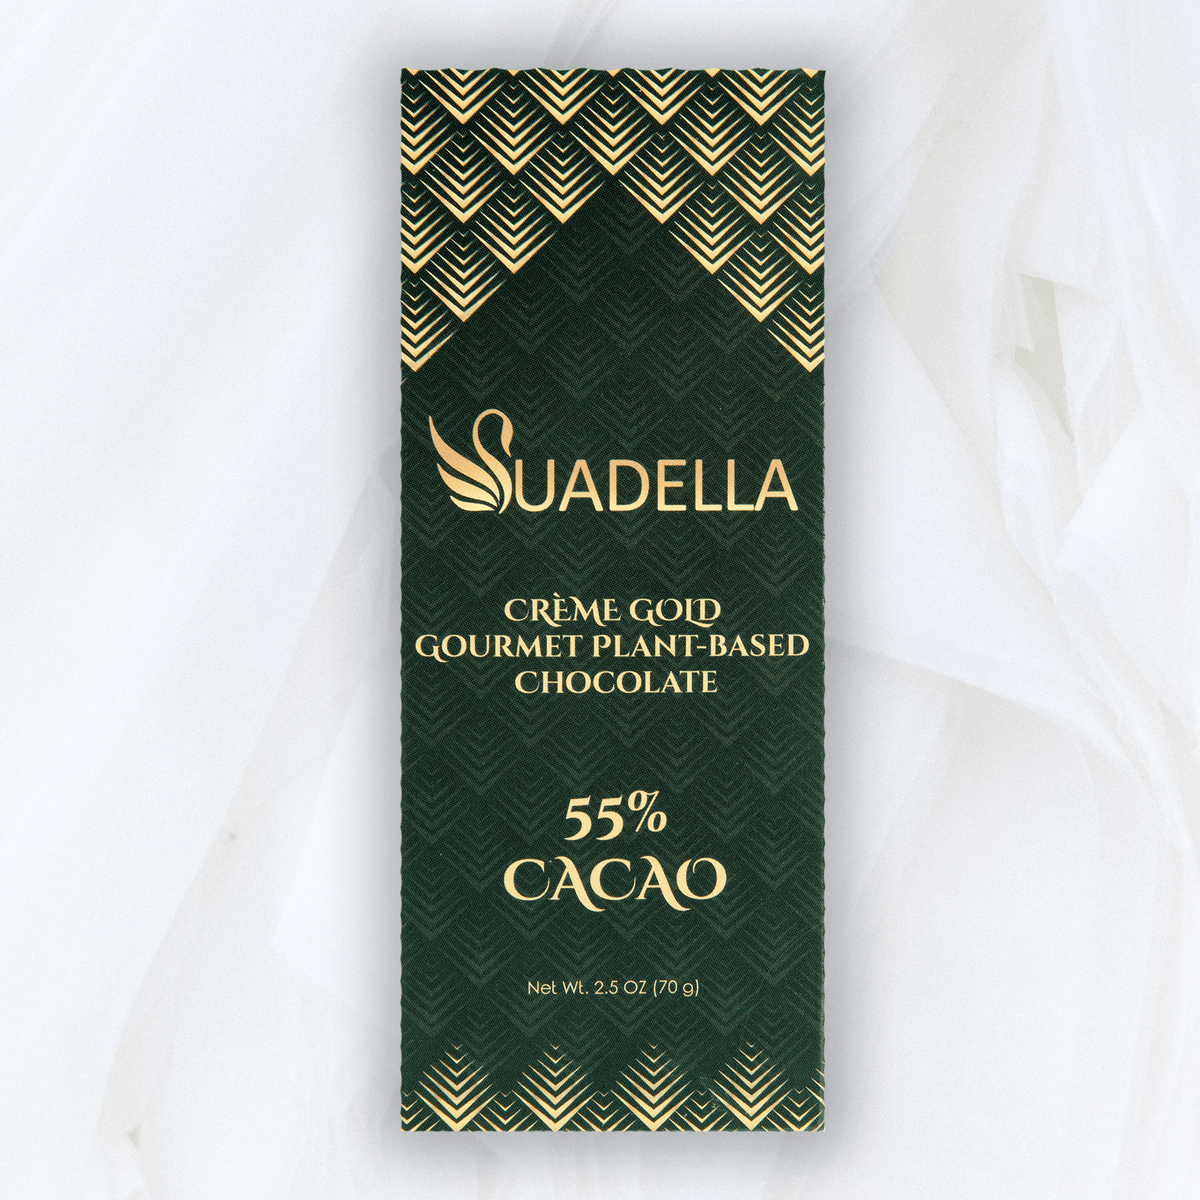 SUADELLA
CRÈME GOLD
GOURMET PLANT-BASED
CHOCOLATE
55%
CACAO
Net Wt. 2.5 OZ (70 g)